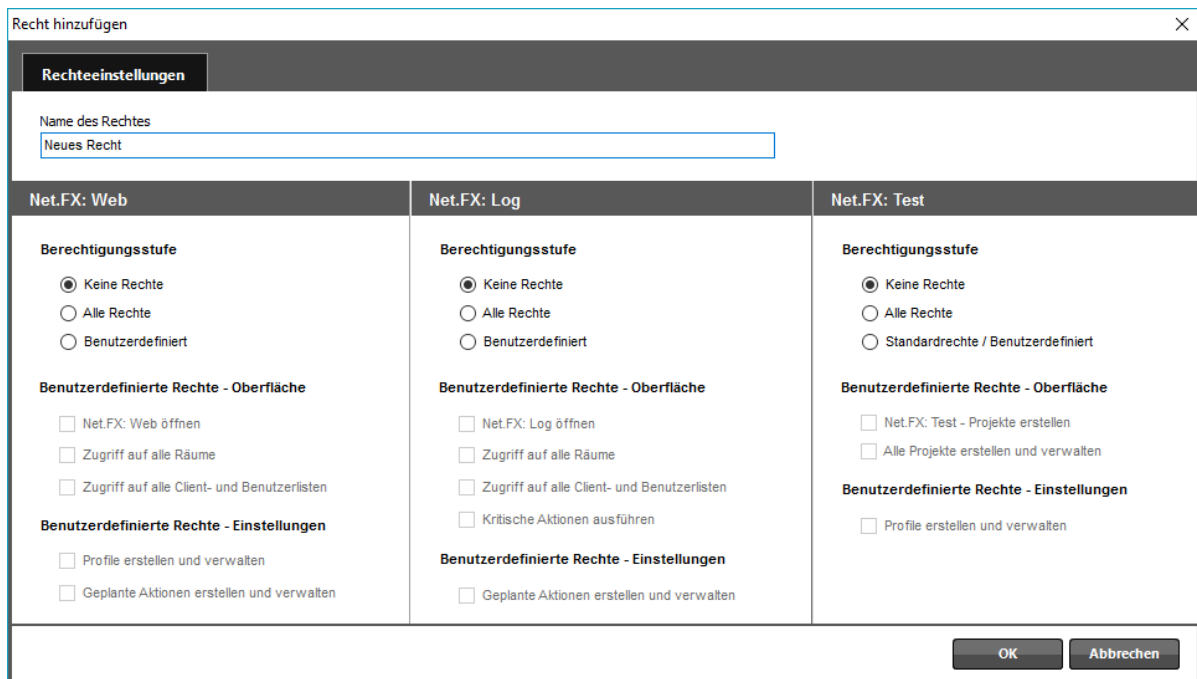 Recht hinzufügen
Rechteeinstellungen
Name des Rechtes
Neues Recht
Net.FX: Web
Berechtigungsstufe
Keine Rechte
Alle Rechte
Benutzerdefiniert
Benutzerdefinierte Rechte - Oberfläche
Net.FX: Web öffnen
Zugriff auf alle Räume
Zugriff auf alle Client- und Benutzerlisten
Benutzerdefinierte Rechte - Einstellungen
Profile erstellen und verwalten
Geplante Aktionen erstellen und verwalten
Net.FX: Log
Berechtigungsstufe
Keine Rechte
Alle Rechte
Benutzerdefiniert
Benutzerdefinierte Rechte - Oberfläche
Net.FX: Log öffnen
Zugriff auf alle Räume
Zugriff auf alle Client- und Benutzerlisten
Kritische Aktionen ausführen
Benutzerdefinierte Rechte - Einstellungen
Geplante Aktionen erstellen und verwalten
Net.FX: Test
Berechtigungsstufe
Keine Rechte
Alle Rechte
Standardrechte / Benutzerdefiniert
Benutzerdefinierte Rechte - Oberfläche
Net.FX: Test - Projekte erstellen
Alle Projekte erstellen und verwalten
Benutzerdefinierte Rechte - Einstellungen
Profile erstellen und verwalten
OK
Abbrechen